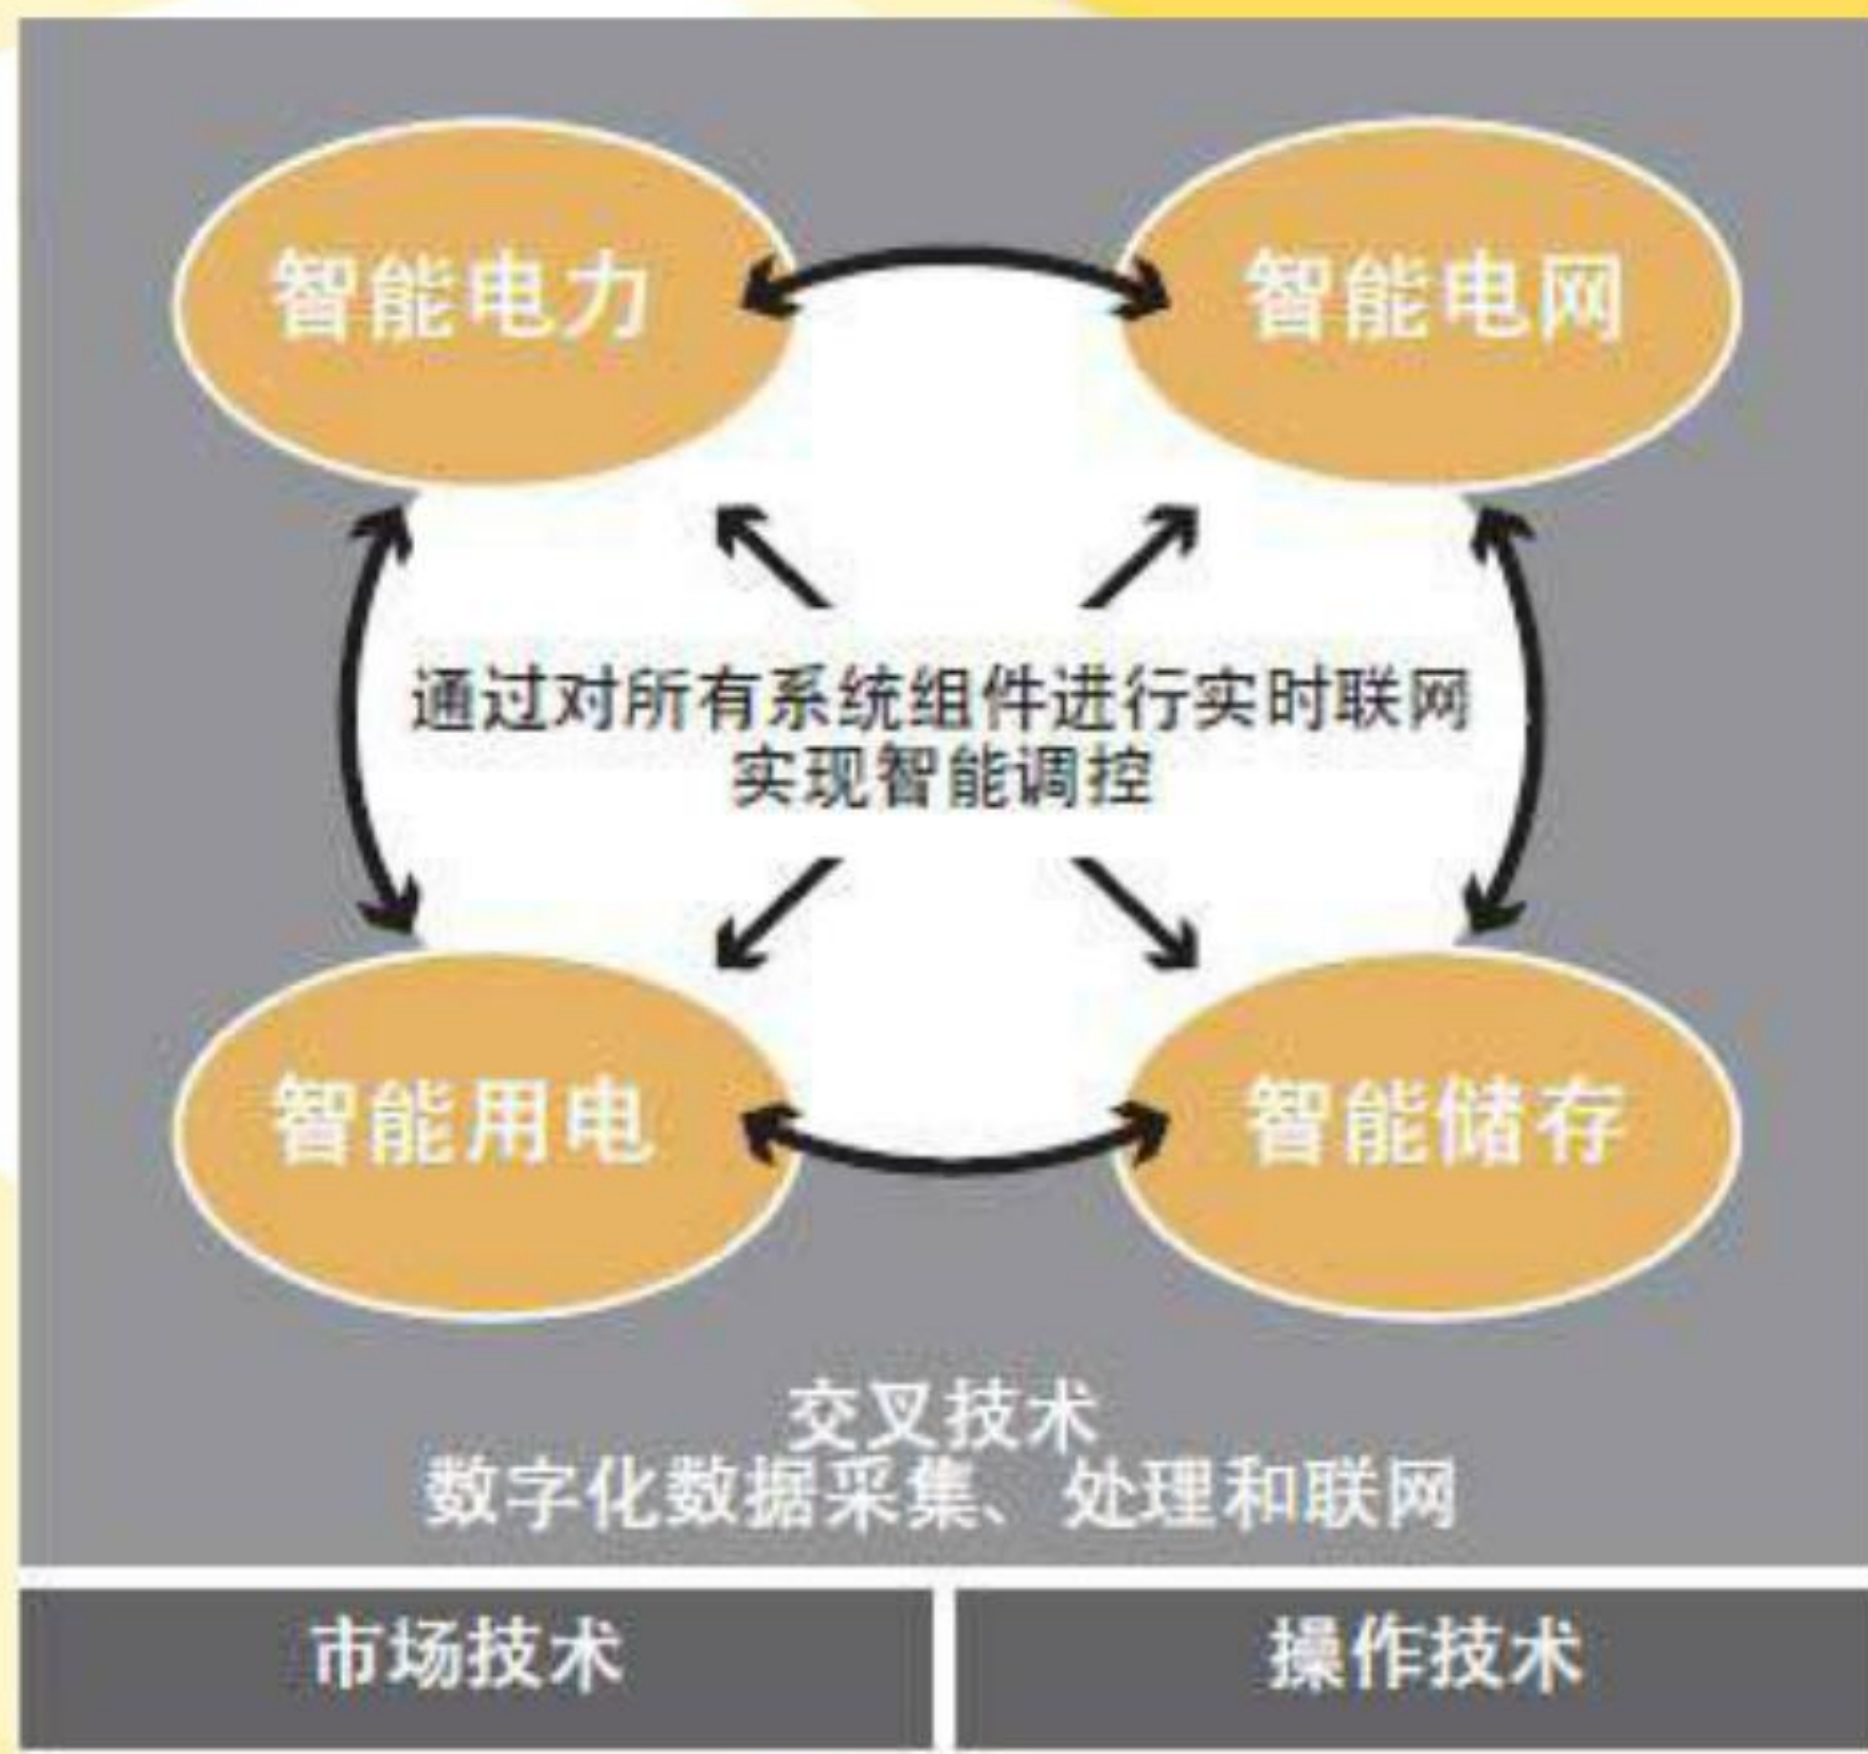 智能电力
智能电网
通过对所有系统组件进行实时联网
实现智能调控
智能用电
智能储存
交叉技术
数字化数据采集、处理和联网
市场技术
操作技术